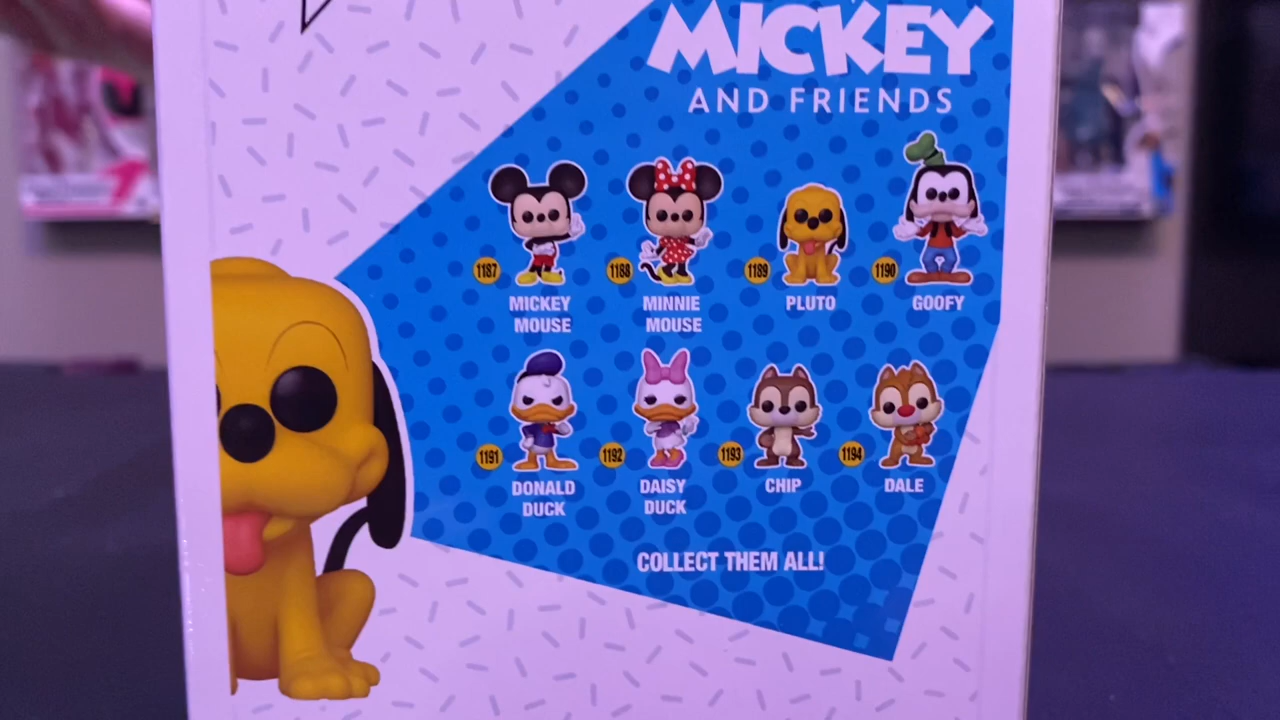 MICKEY
AND FRIENDS
1187
1188
1189
1190
MICKEY
MOUSE
MINNIE
MOUSE
PLUTO
GOOFY
1191
1192
1193
1194
DONALD
DUCK
DAISY
DUCK
CHIP
DALE
COLLECT THEM ALL!